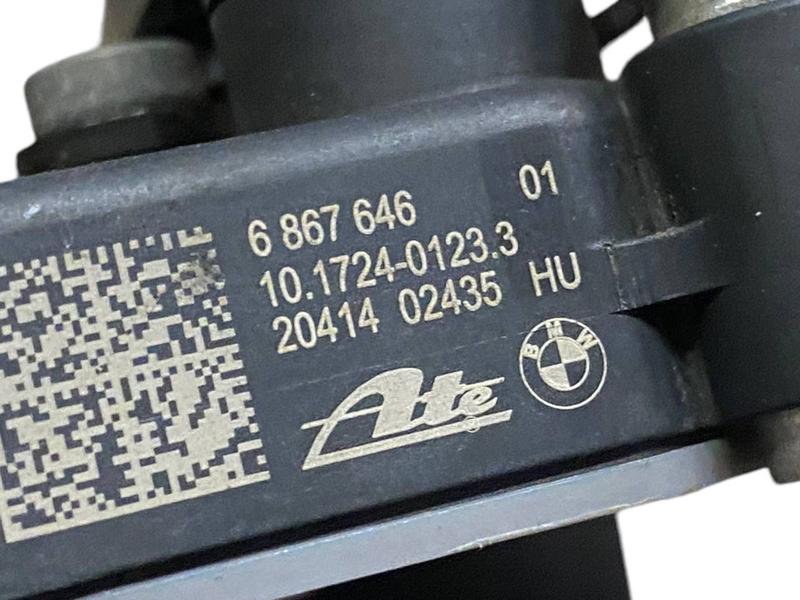 6 867 646 01
10.1724-0123.3
20414 02435 HU
Ate
BMW